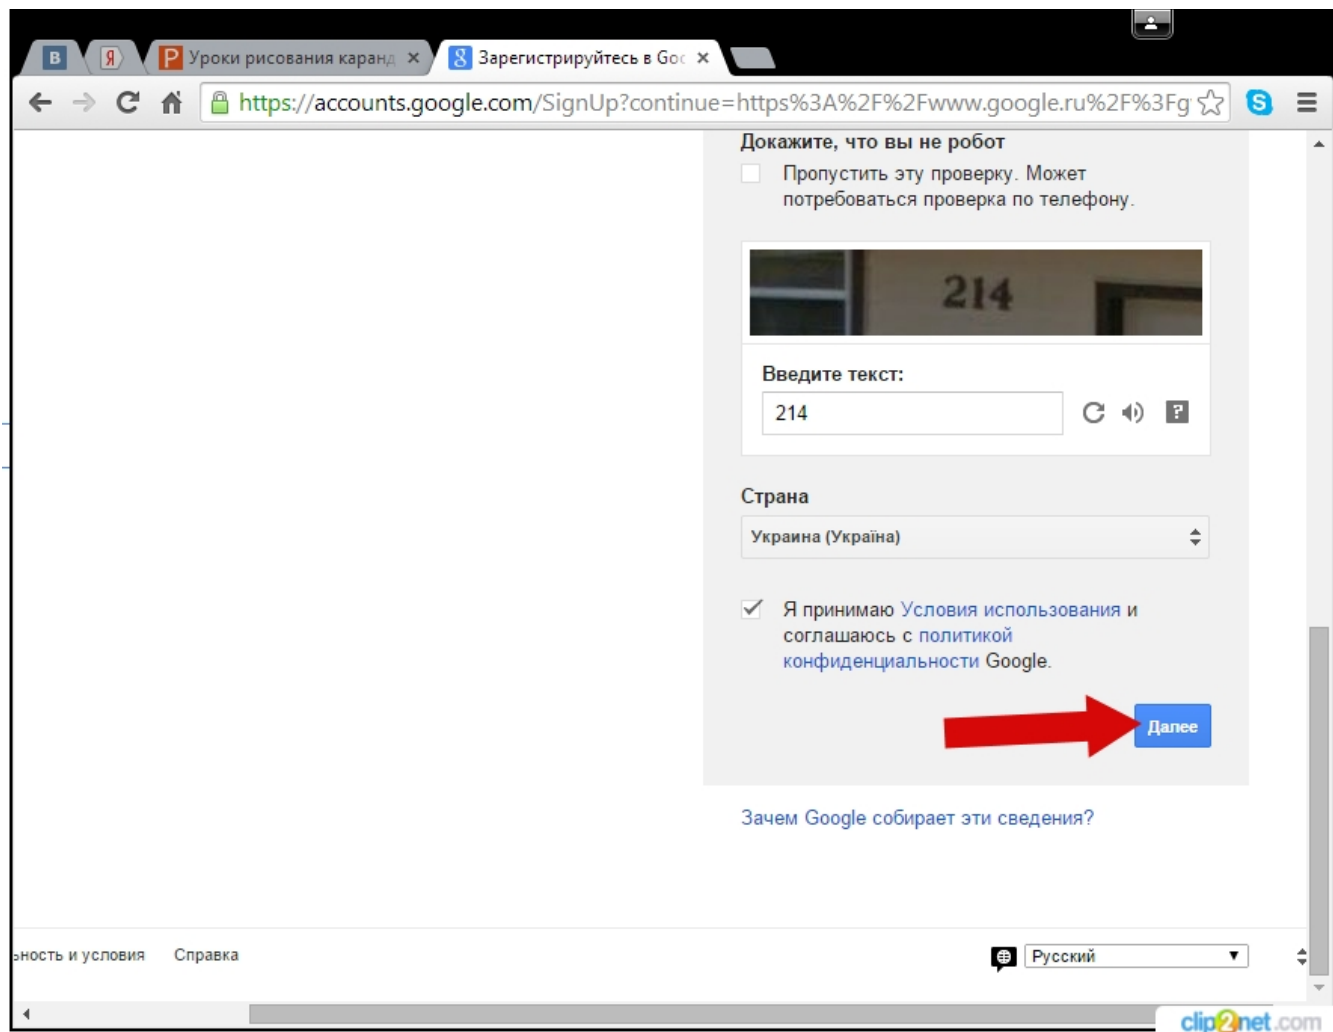 В
Я
P
Уроки рисования каранд
8
Зарегистрируйтесь в Goo
https://accounts.google.com/SignUp?continue=https%3A%2F%2Fwww.google.ru%2F%3Fg
S
Докажите, что вы не робот
Пропустить эту проверку. Может
потребоваться проверка по телефону.
214
Введите текст:
214
?
Страна
Украина (Україна)
Я принимаю Условия использования и
соглашаюсь с политикой
конфиденциальности Google.
Далее
Зачем Google собирает эти сведения?
ьность и условия
Справка
Русский
clip2net.com